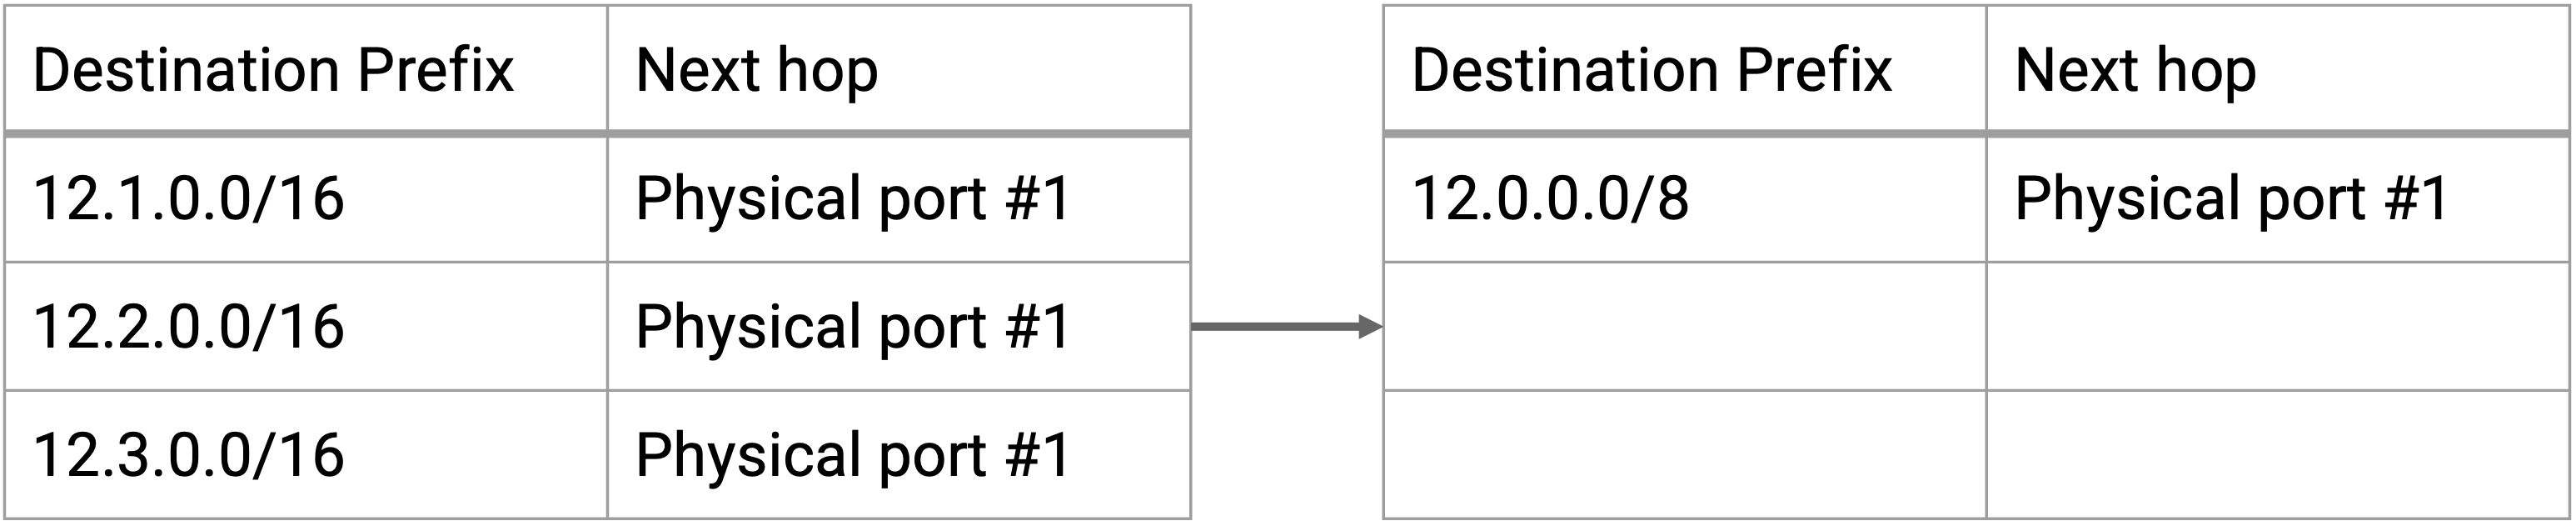 Destination Prefix Next hop
12.1.0.0/16 Physical port #1
12.2.0.0/16 Physical port #1
12.3.0.0/16 Physical port #1
Destination Prefix Next hop
12.0.0.0/8 Physical port #1